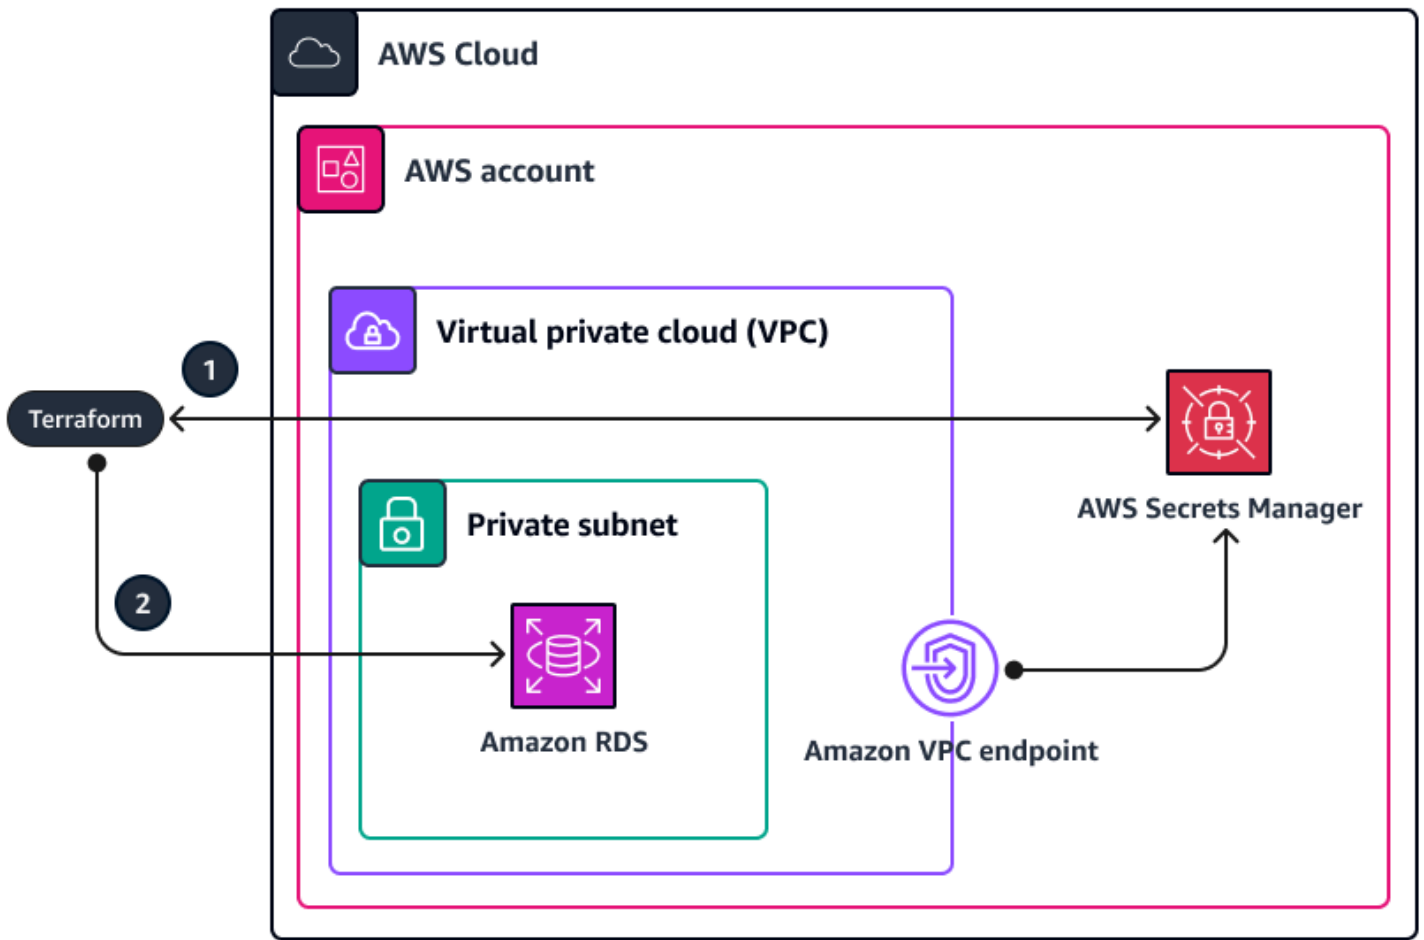 AWS Cloud
AWS account
Virtual private cloud (VPC)
1
Terraform
AWS Secrets Manager
Private subnet
2
Amazon RDS
Amazon VPC endpoint